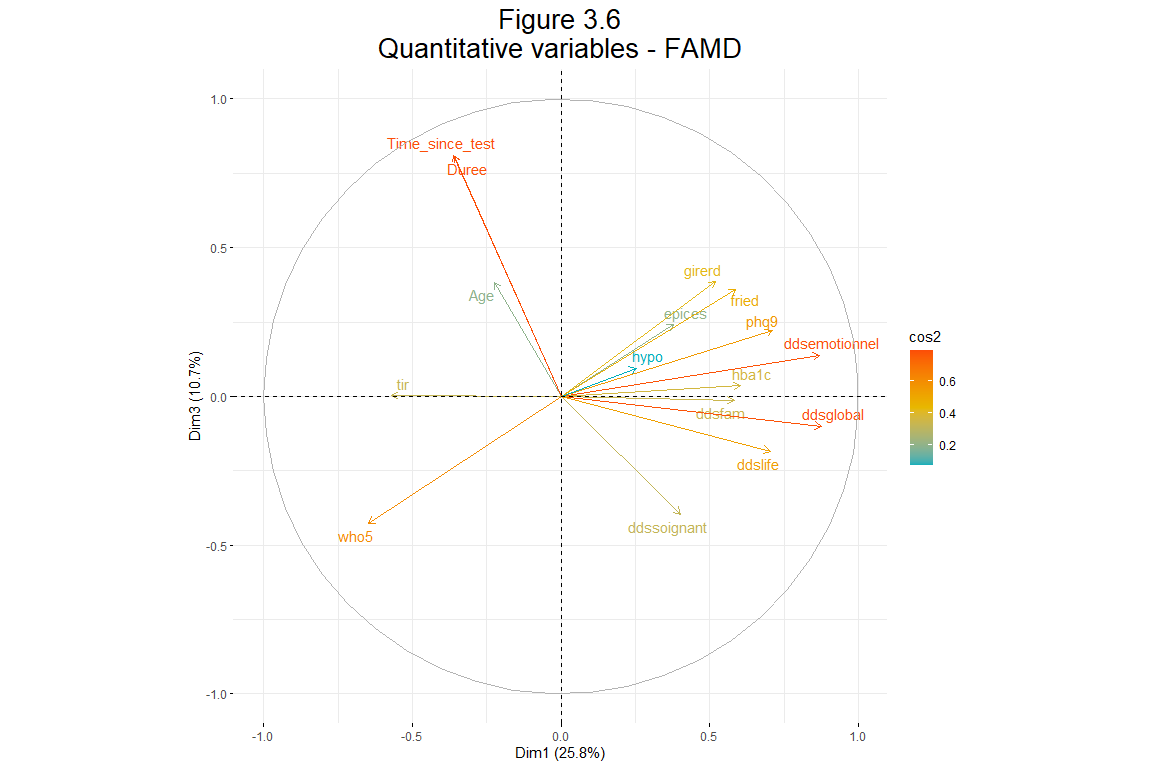 Figure 3.6
Quantitative variables - FAMD
1.0
Time_since_test
Duree
0.5
Age
girerd
fried
epices
phq9
ddsemotionnel
hypo
hba1c
tir
0.0
ddsfam
ddsglobal
ddslife
ddssoignant
who5
-0.5
-1.0
Dim3 (10.7%)
-1.0
-0.5
0.0
0.5
1.0
Dim1 (25.8%)
cos2
0.6
0.4
0.2